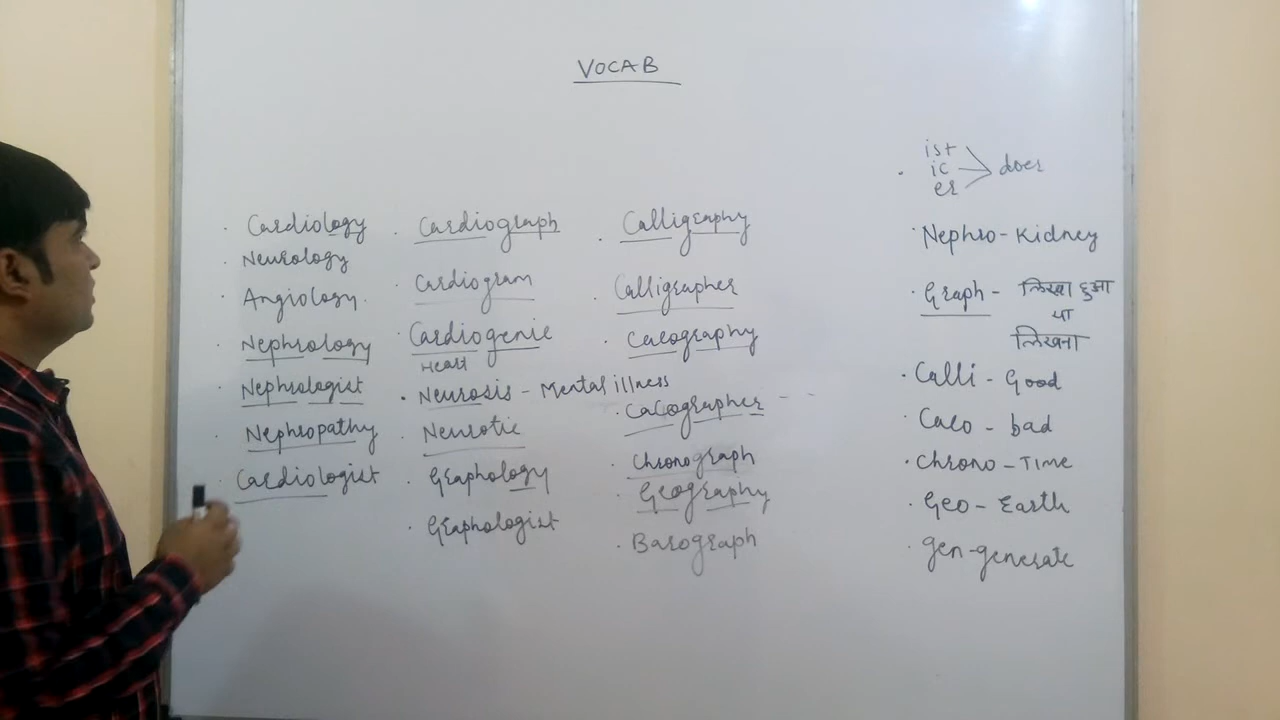 VOCAB
Cardiology
Neurology
Angiology.
Nephrology
Nephrologist
Nephropathy
Cardiologist
Cardiograph
Cardiogram
Cardiogenic
Heart
Neurosis - Mental illness
Neurotic
Graphology
Graphologist
Calligraphy
Calligrapher
Cacography
Cacographer - -
Chronograph
Geography
Barograph
ist
ic
er
doer
Nephro - Kidney
Graph - लिखा हुआ
या
लिखना
Calli - Good
Caco - bad
Chrono - Time
Geo - Earth
gen - generate